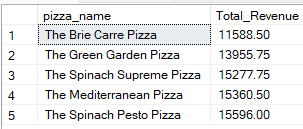 pizza_name Total_Revenue
1 The Brie Carre Pizza 11588.50
2 The Green Garden Pizza 13955.75
3 The Spinach Supreme Pizza 15277.75
4 The Mediterranean Pizza 15360.50
5 The Spinach Pesto Pizza 15596.00